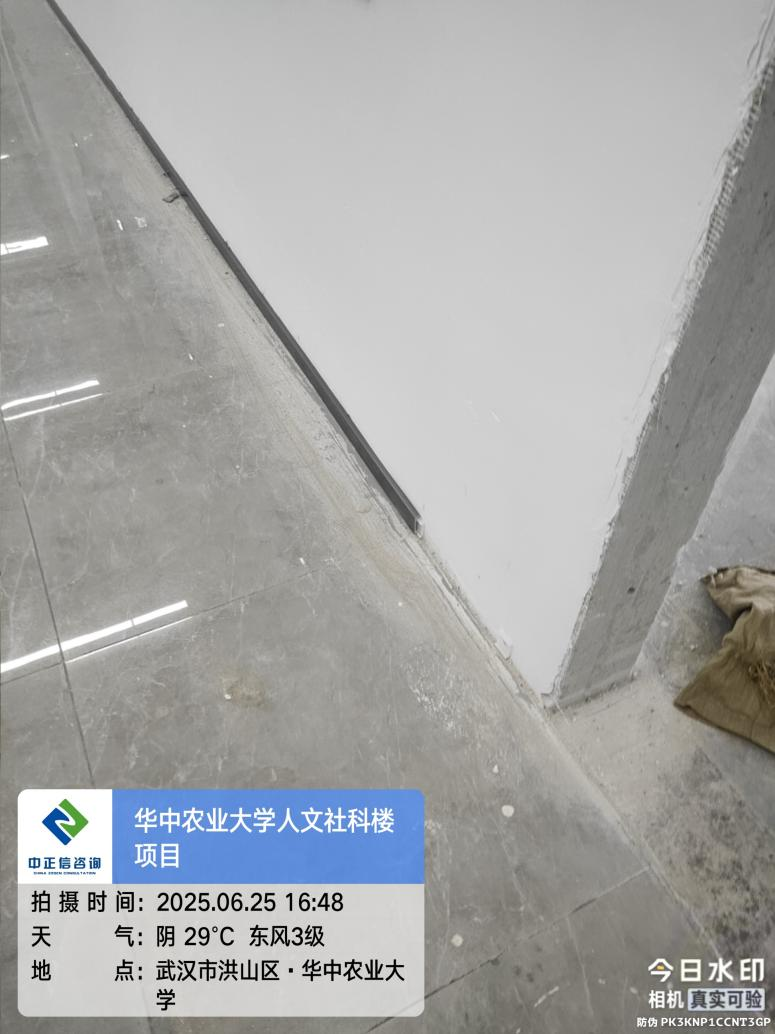 华中农业大学人文社科楼
项目
中正信咨询
CHINA ZOSEN CONSULTATION
拍摄时间：2025.06.25 16:48
天气：阴 29℃ 东风3级
地点：武汉市洪山区·华中农业大
学
今日水印
相机 真实可验
防伪 PK3KNP1CCNT3GP